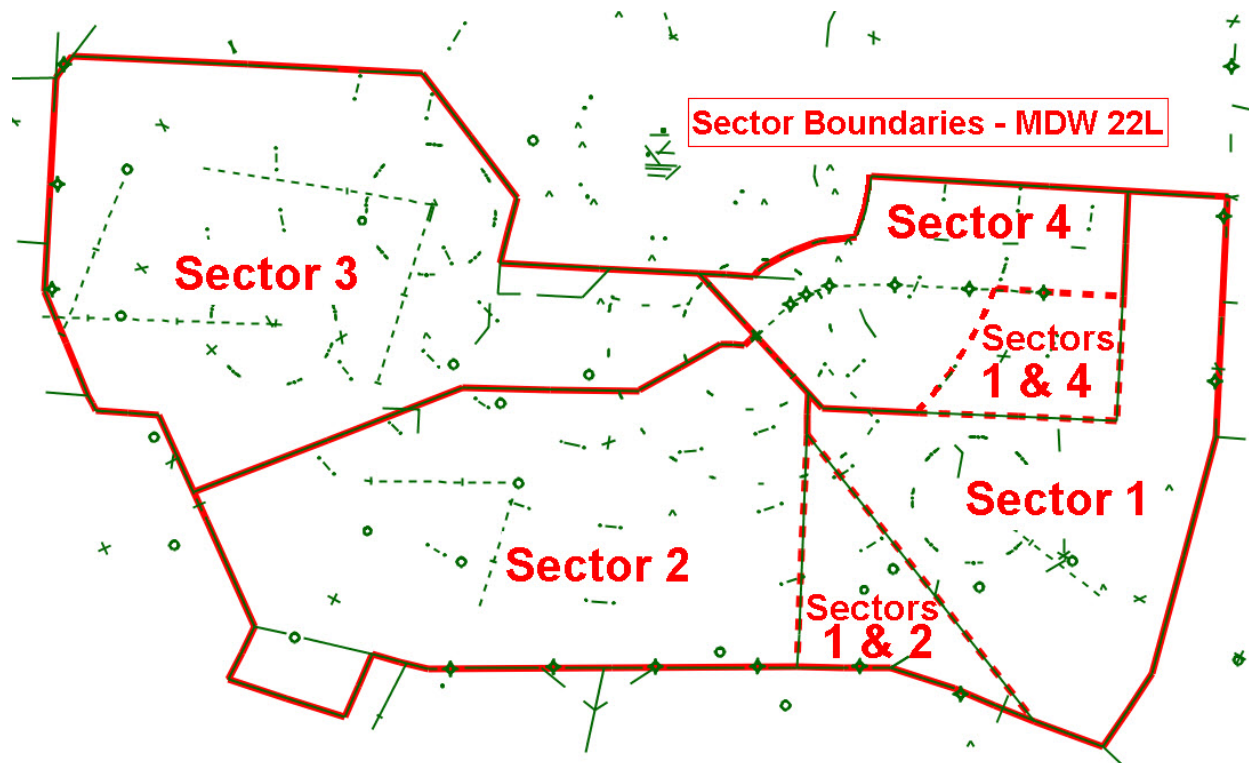 Sector Boundaries - MDW 22L
Sector 4
Sector 3
Sectors
1 & 4
Sector 1
Sector 2
Sectors
1 & 2